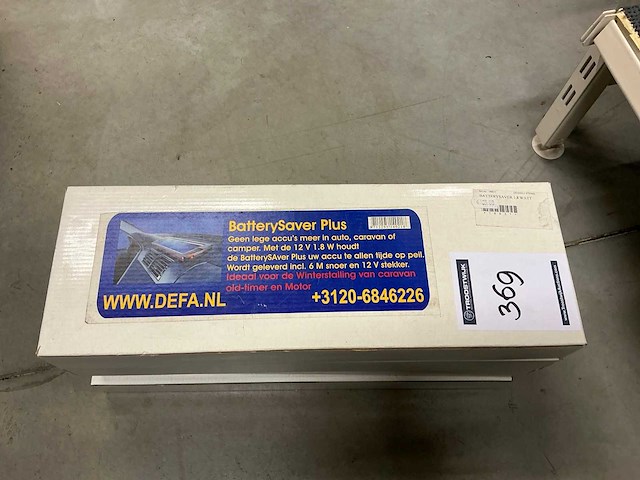 BatterySaver Plus
Geen lege accu's meer in auto, caravan of
camper. Met de 12 V 1.8 W houdt
de BatterySAver Plus uw accu te allen tijde op peil.
Wordt geleverd incl. 6 M snoer en 12 V stekker.
Ideaal voor de Winterstalling van caravan
old-timer en Motor
WWW.DEFA.NL
+3120-6846226
TROOSTWIJK
369